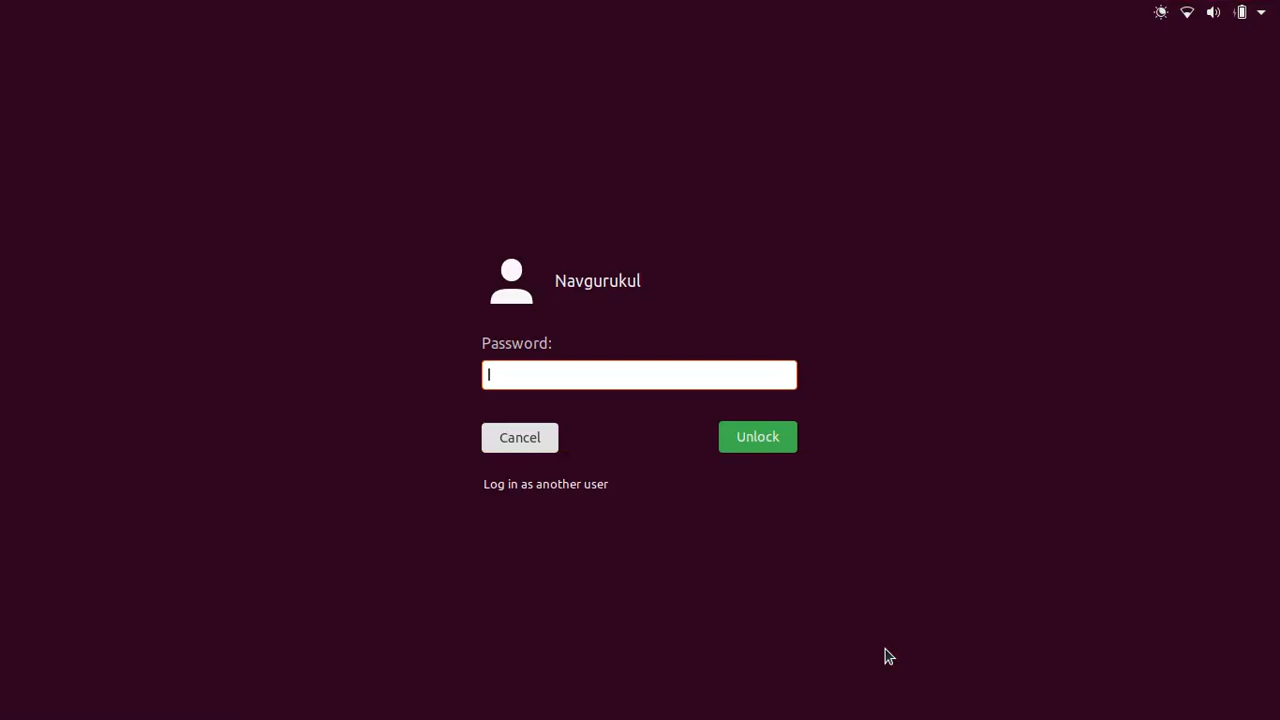 Navgurukul
Password:
Cancel
Unlock
Log in as another user